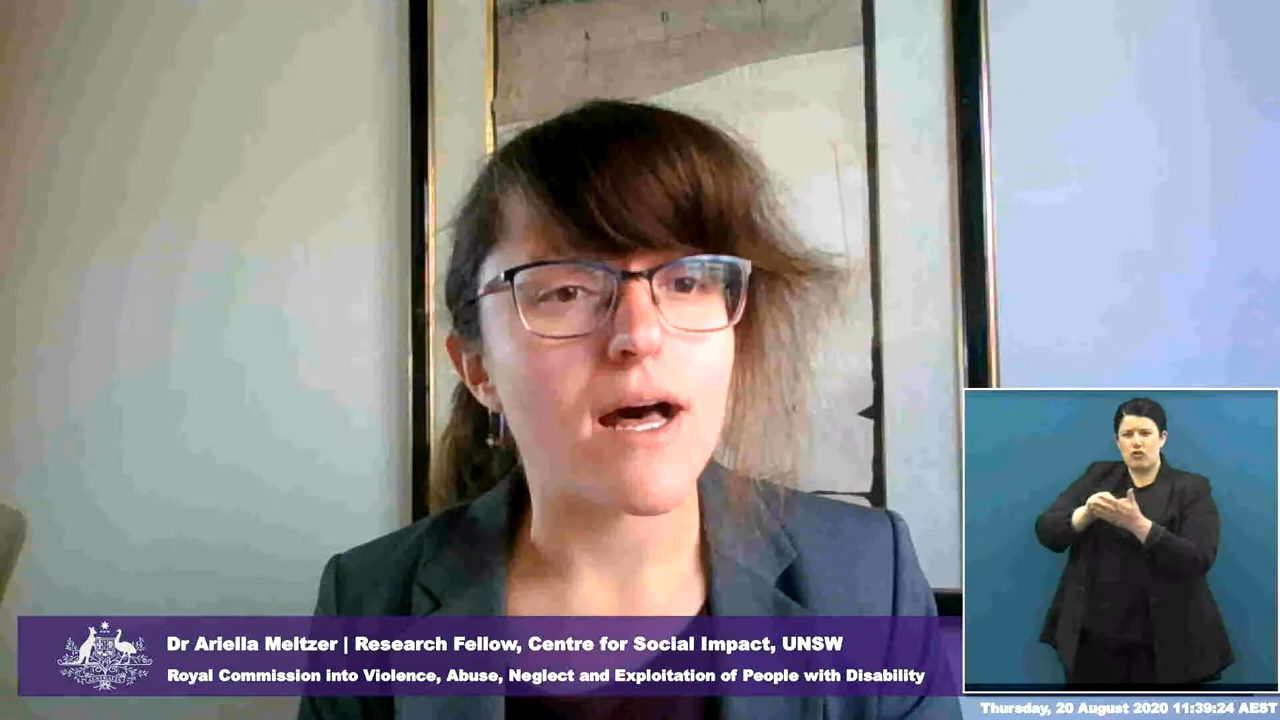 Dr Ariella Meltzer | Research Fellow, Centre for Social Impact, UNSW
Royal Commission into Violence, Abuse, Neglect and Exploitation of People with Disability
Thursday, 20 August 2020 11:39:24 AEST